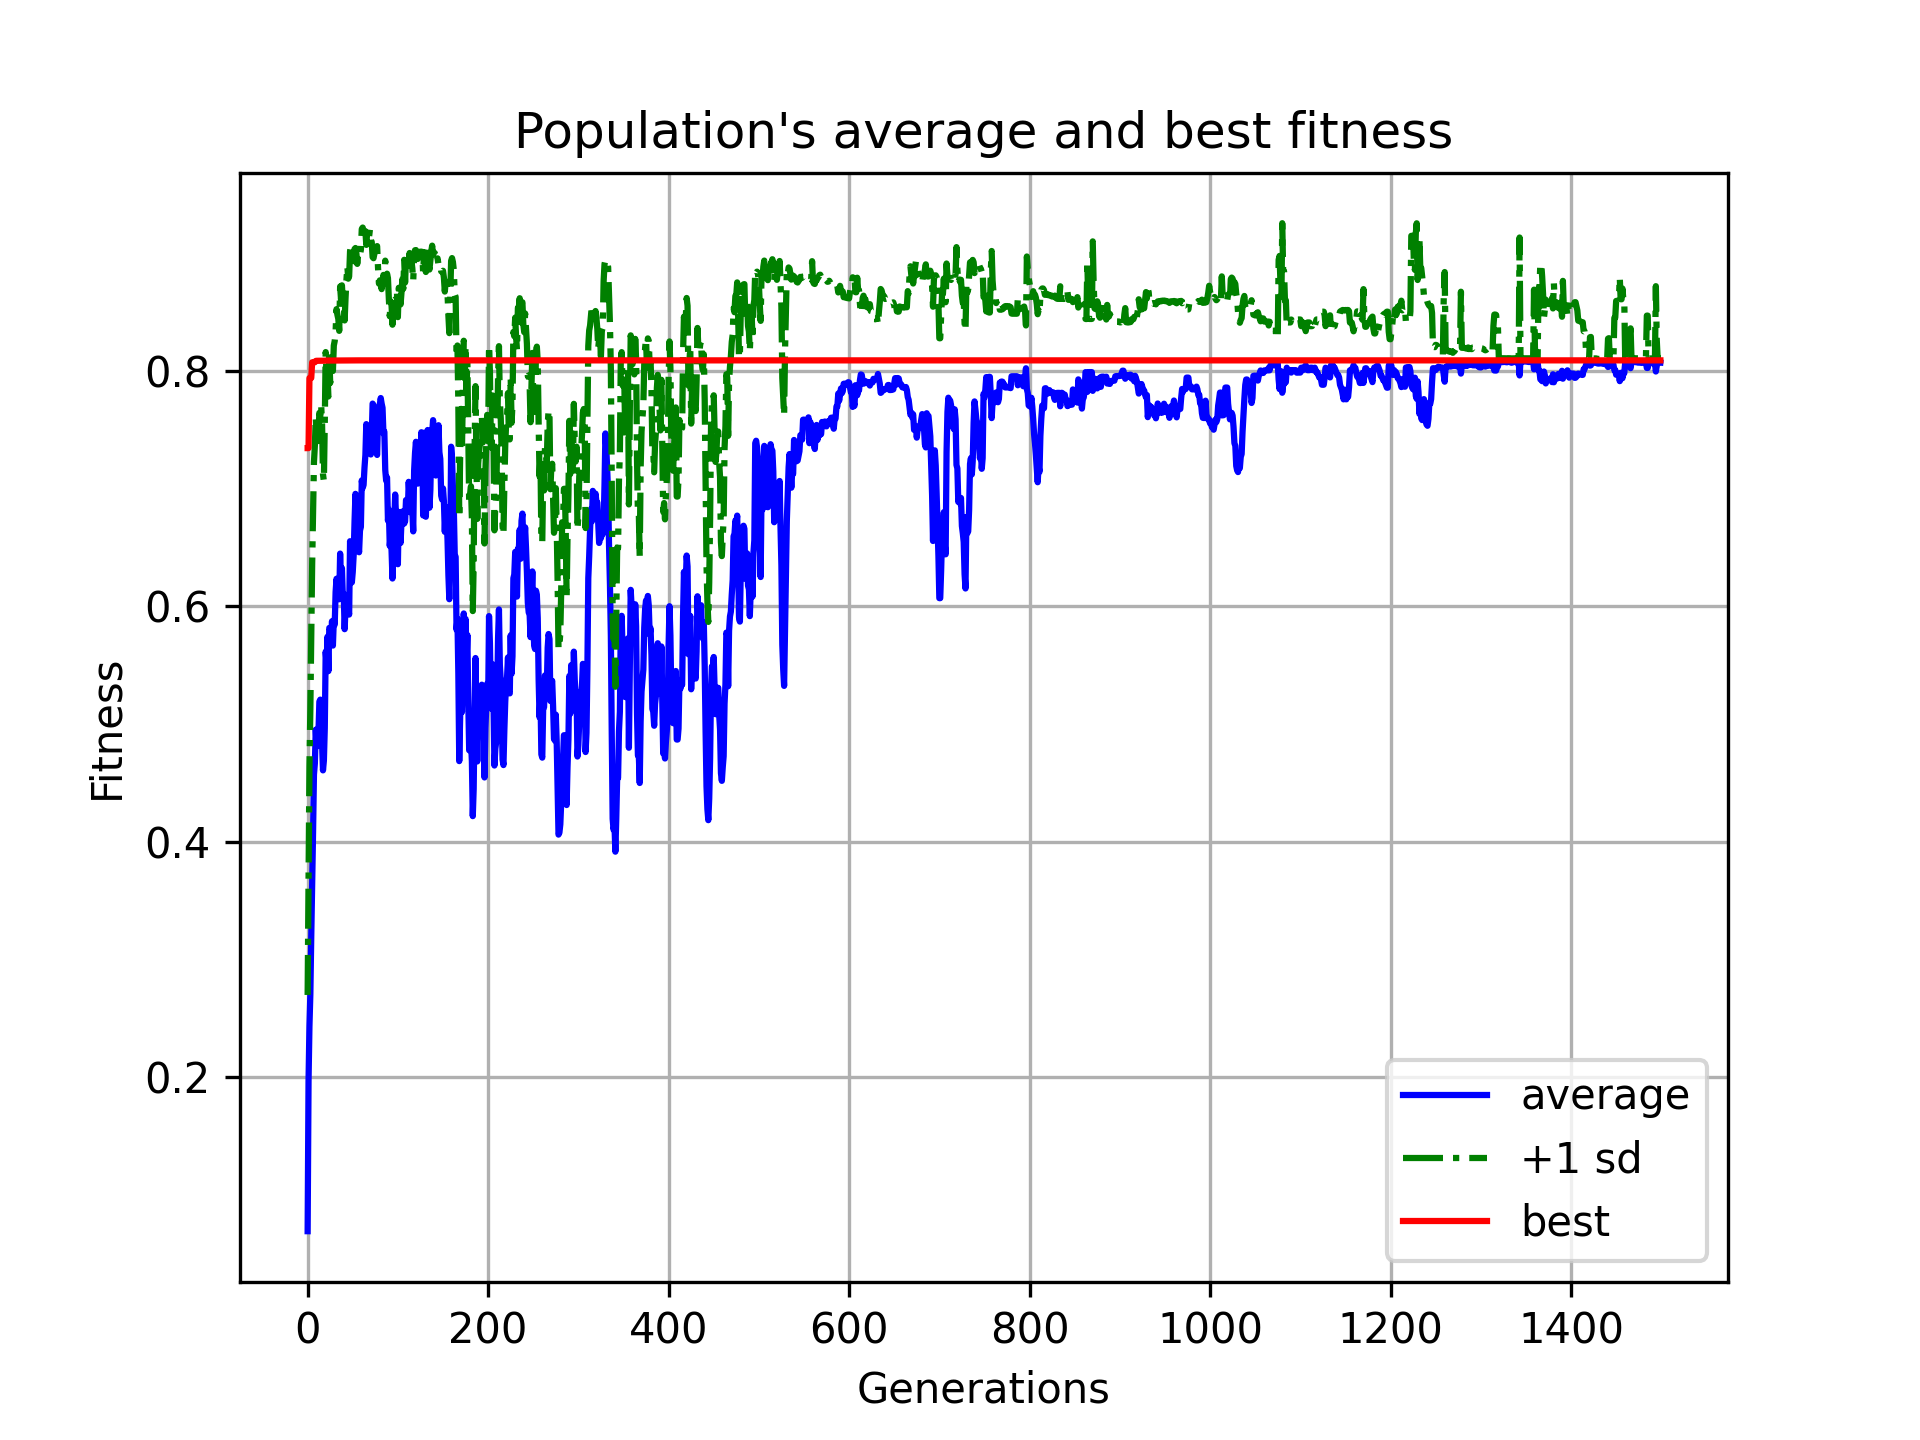 Population's average and best fitness
Fitness
0.8
0.6
0.4
0.2
0 200 400 600 800 1000 1200 1400
Generations
average
+1 sd
best